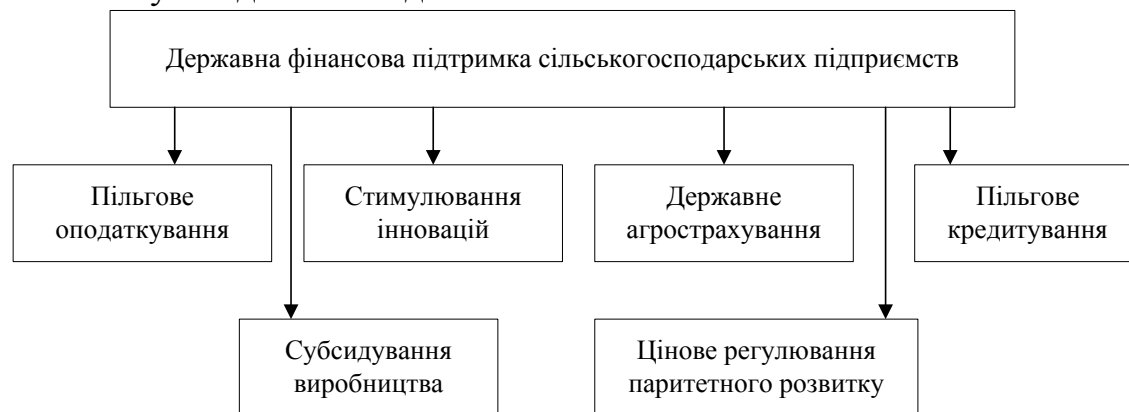 Державна фінансова підтримка сільськогосподарських підприємств
Пільгове
оподаткування
Стимулювання
інновацій
Державне
агрострахування
Пільгове
кредитування
Субсидування
виробництва
Цінове регулювання
паритетного розвитку